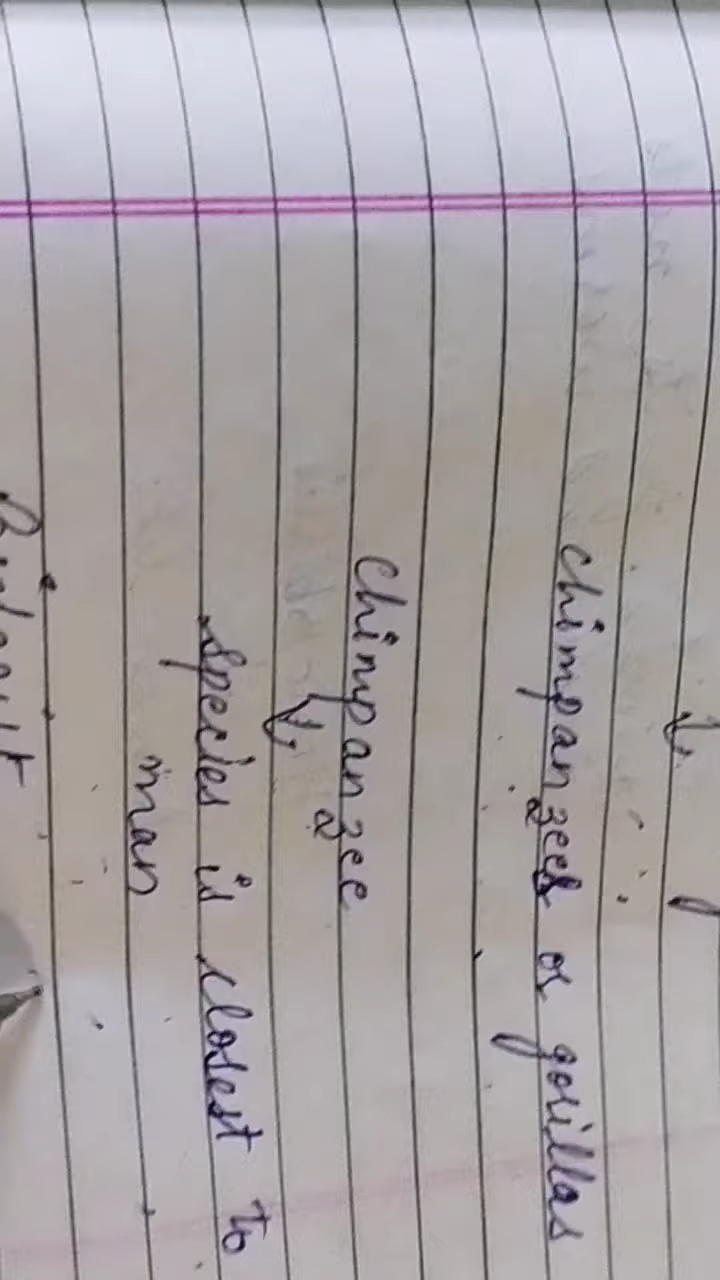 chimpanzees or gorillas
Chimpanzee
species is closest to
man